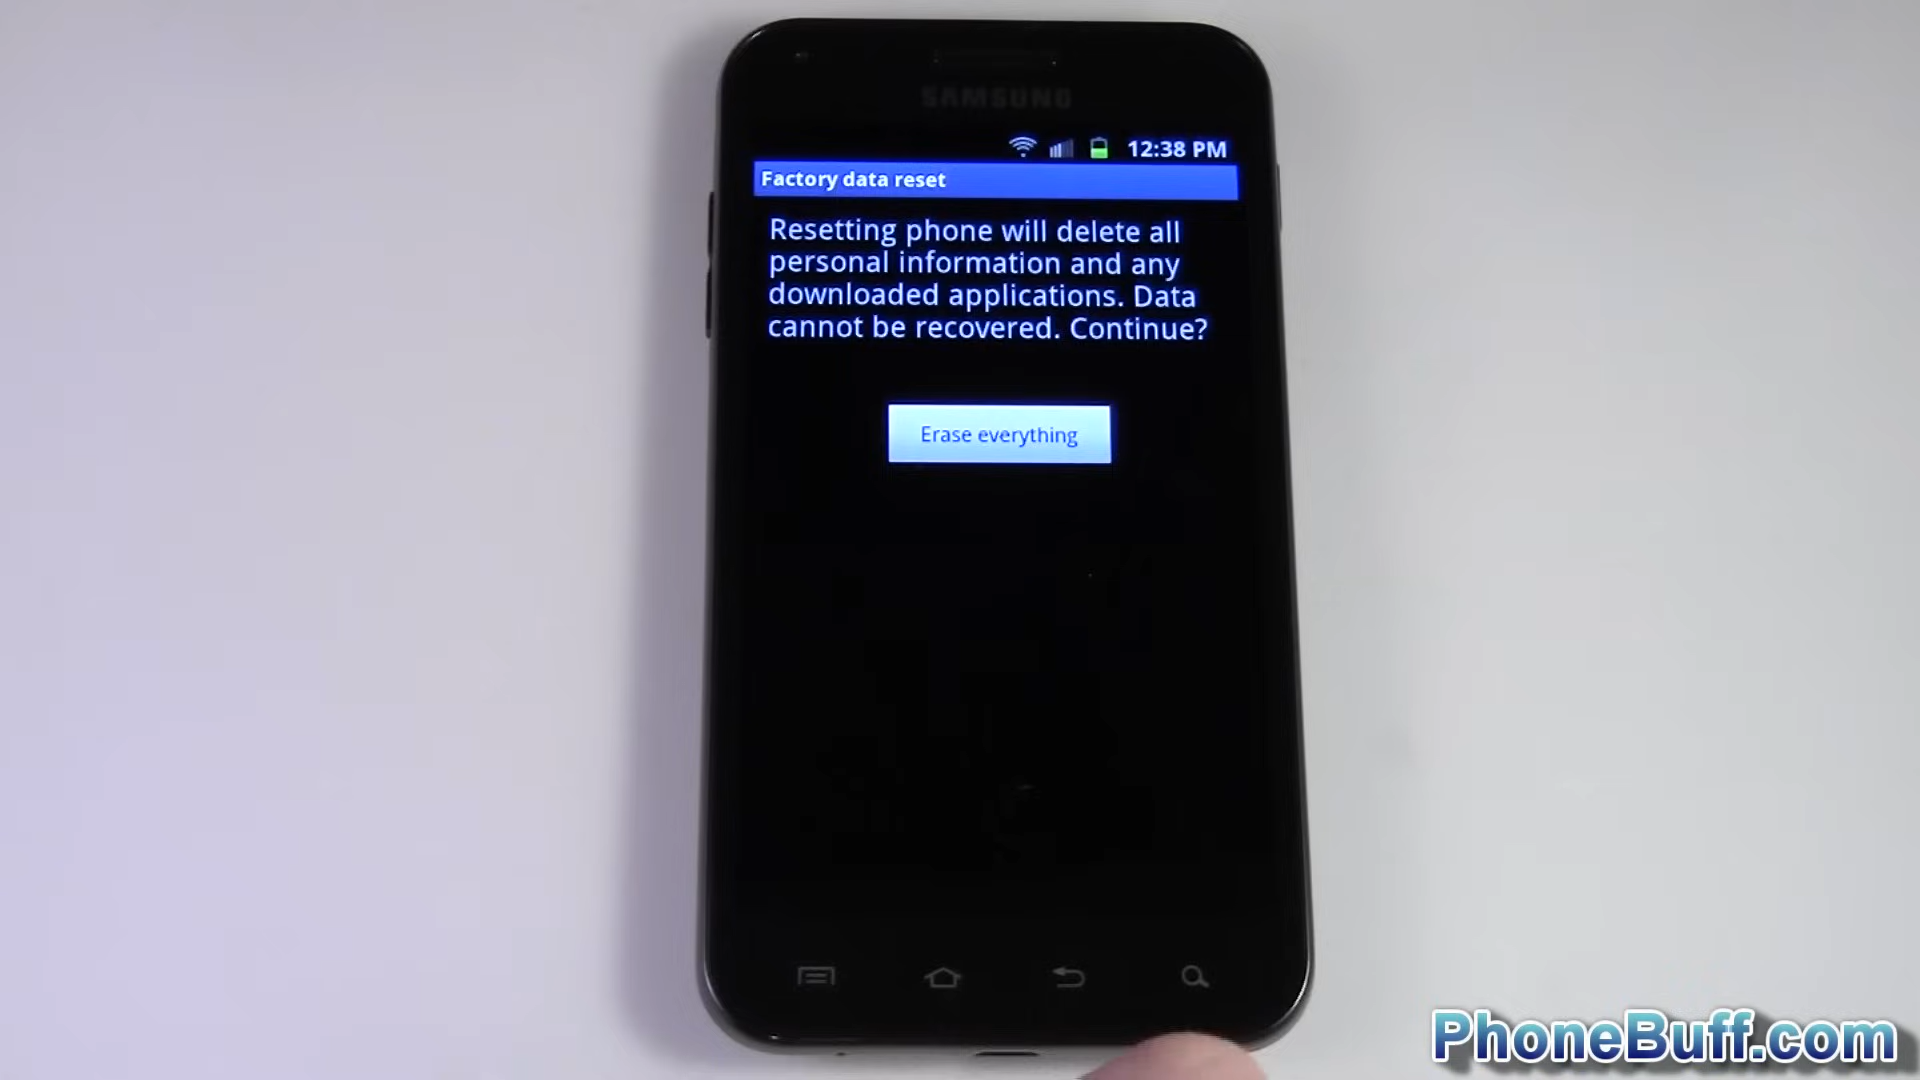 SAMSUNG
12:38 PM
Factory data reset
Resetting phone will delete all
personal information and any
downloaded applications. Data
cannot be recovered. Continue?
Erase everything
PhoneBuff.com